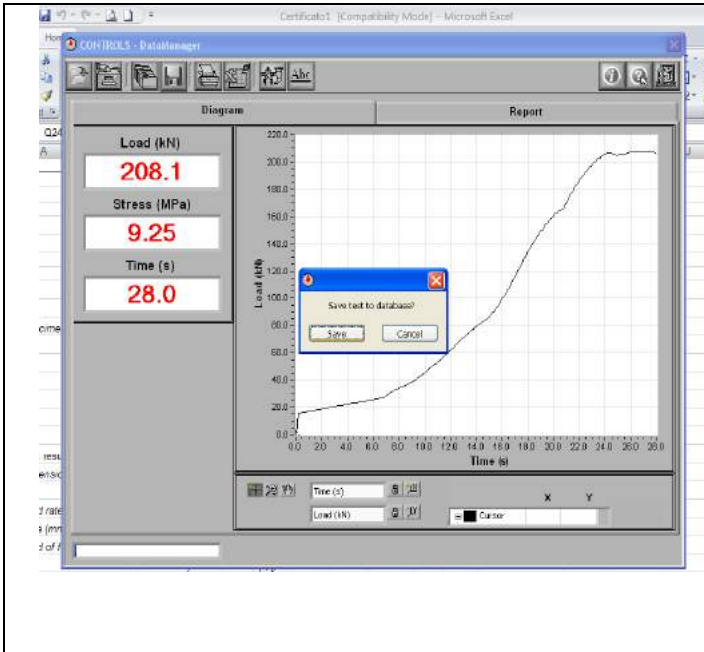 Certificato1 [Compatibility Mode] - Microsoft Excel
CONTROLS - DataManager
Abc
Diagram
Report
Q24
A
Load (kN)
208.1
Stress (MPa)
9.25
Time (s)
28.0
220.0
200.0
180.0
160.0
140.0
120.0
100.0
80.0
60.0
40.0
20.0
0.0
Load (kN)
Save test to database?
Save
Cancel
0.0 2.0 4.0 6.0 8.0 10.0 12.0 14.0 16.0 18.0 20.0 22.0 24.0 26.0 28.0
Time (s)
Time (s)
Load (kN)
X Y
Cursor